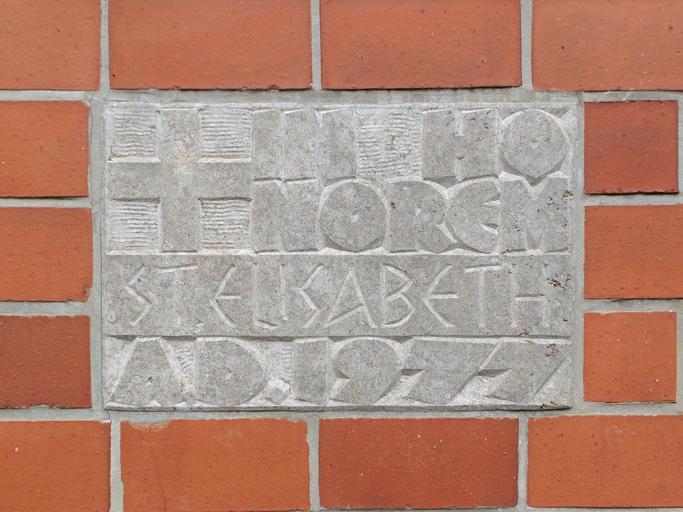 IN HO
NOREM
ST. ELISABETH
AD. 1977